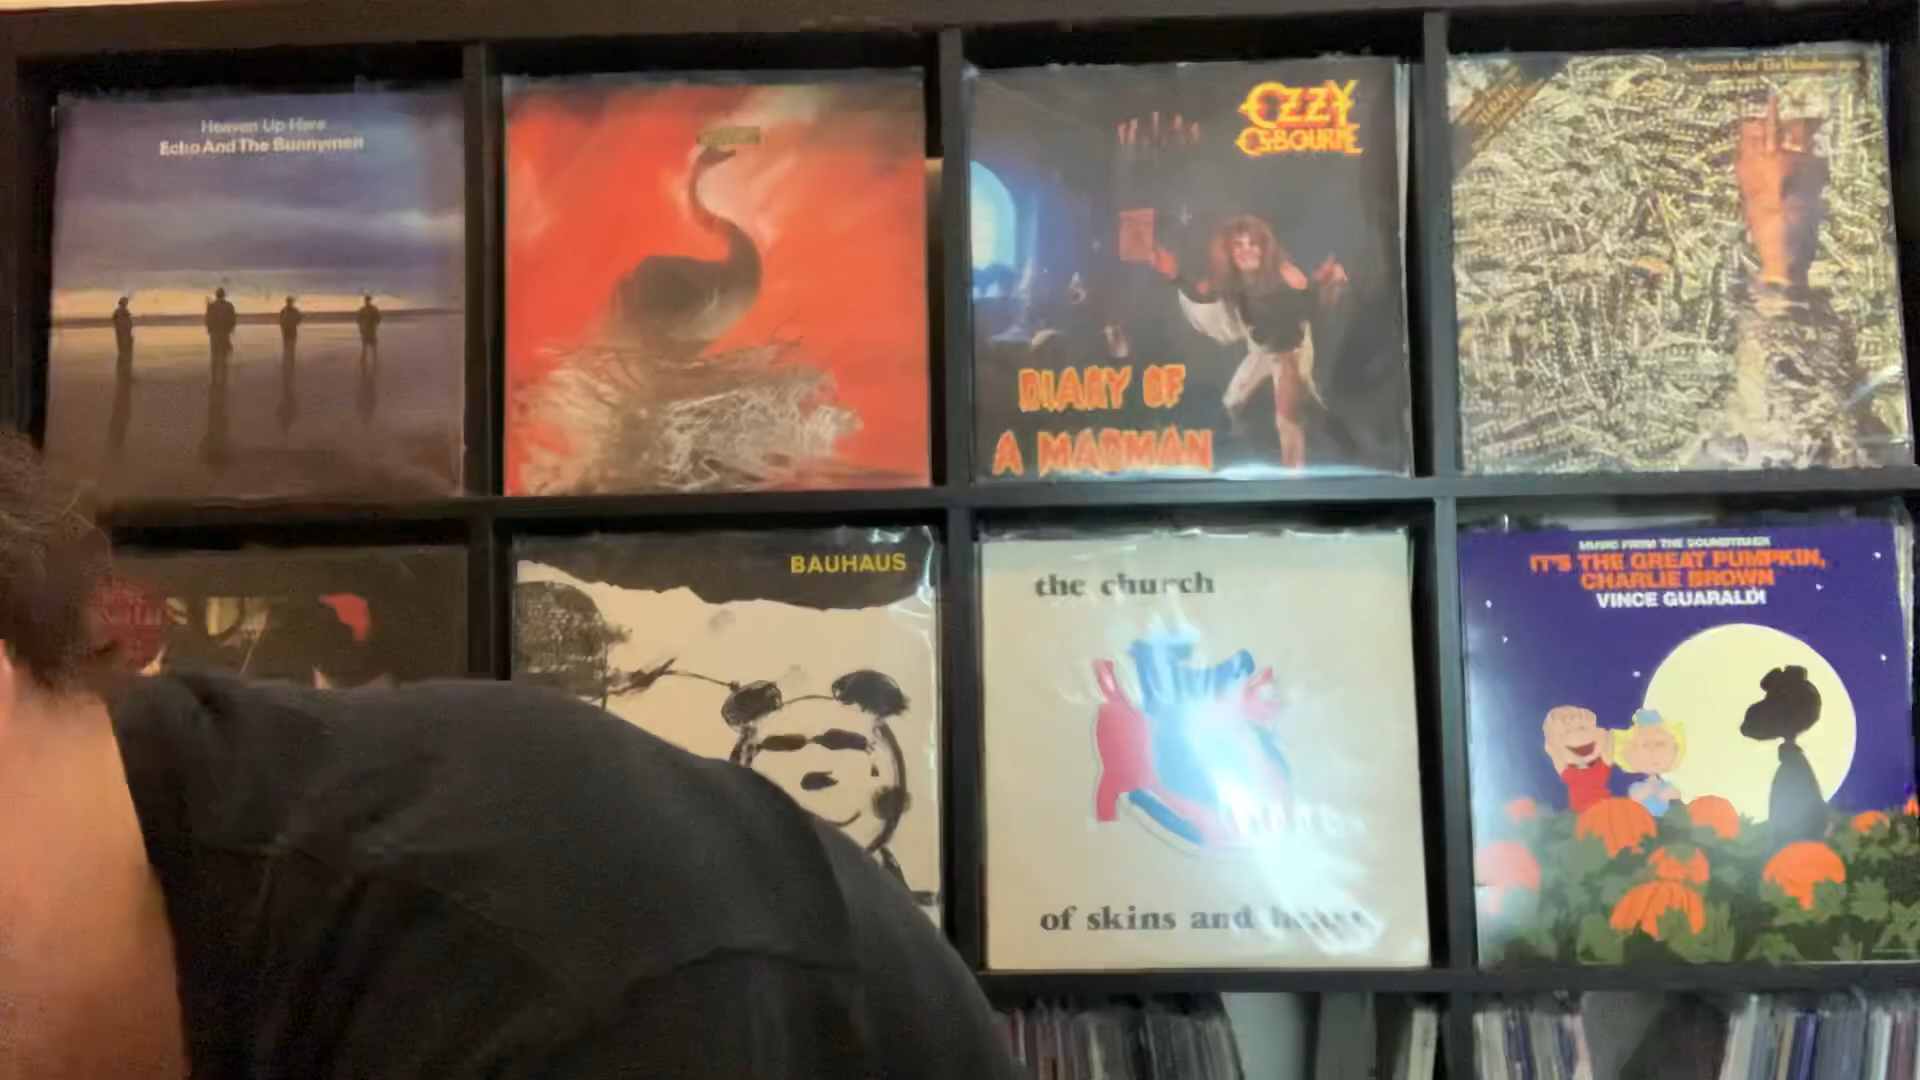 Heaven Up Here
Echo And The Bunnymen
OZZY
OSBOURNE
DIARY OF
A MADMAN
BAUHAUS
the church
of skins and
MUSIC FROM THE SOUNDTRACK
IT'S THE GREAT PUMPKIN,
CHARLIE BROWN
VINCE GUARALDI